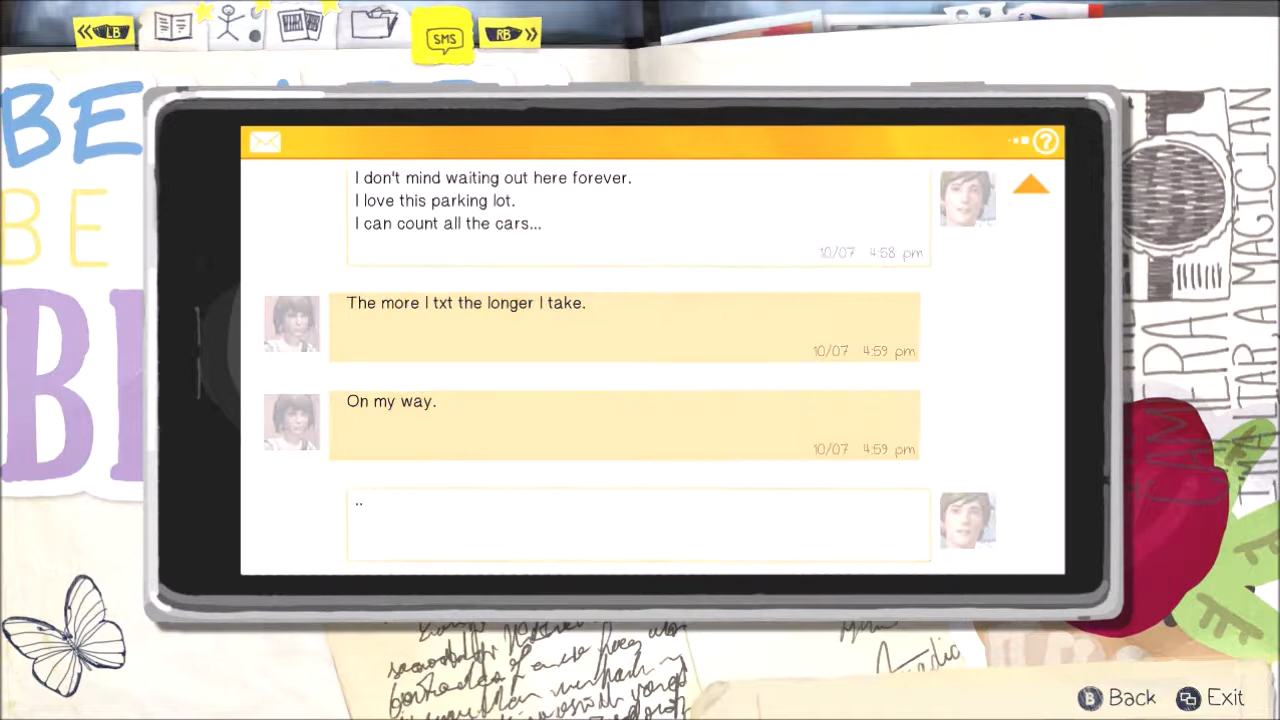 LB
SMS
RB
BE
BE
I don't mind waiting out here forever.
I love this parking lot.
I can count all the cars...
10/07 4:58 pm
The more I txt the longer I take.
10/07 4:59 pm
On my way.
10/07 4:59 pm
..
CAMERA
MAGICIAN
B Back
Exit